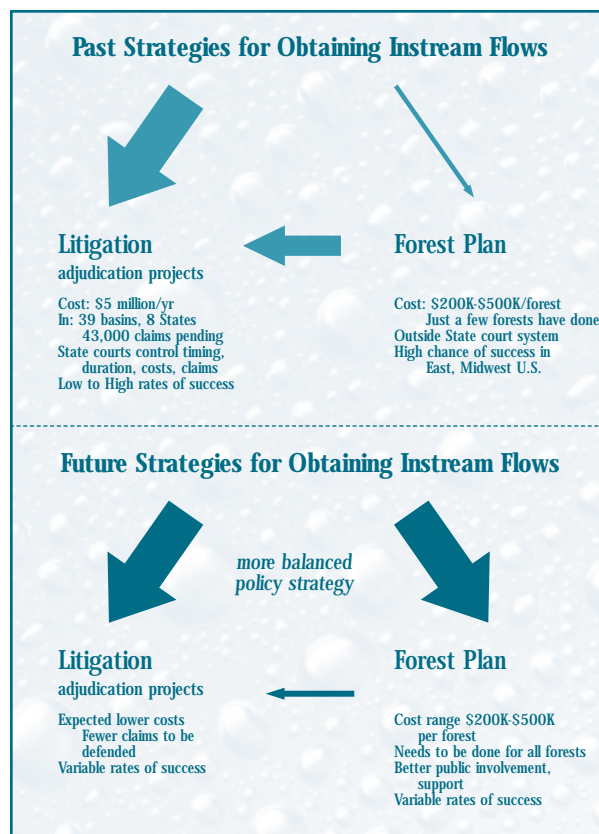 Past Strategies for Obtaining Instream Flows
Litigation
adjudication projects
Cost: $5 million/yr
In: 39 basins, 8 States
43,000 claims pending
State courts control timing,
duration, costs, claims
Low to High rates of success
Forest Plan
Cost: $200K-$500K/forest
Just a few forests have done
Outside State court system
High chance of success in
East, Midwest U.S.
Future Strategies for Obtaining Instream Flows
more balanced
policy strategy
Litigation
adjudication projects
Expected lower costs
Fewer claims to be
defended
Variable rates of success
Forest Plan
Cost range $200K-$500K
per forest
Needs to be done for all forests
Better public involvement,
support
Variable rates of success